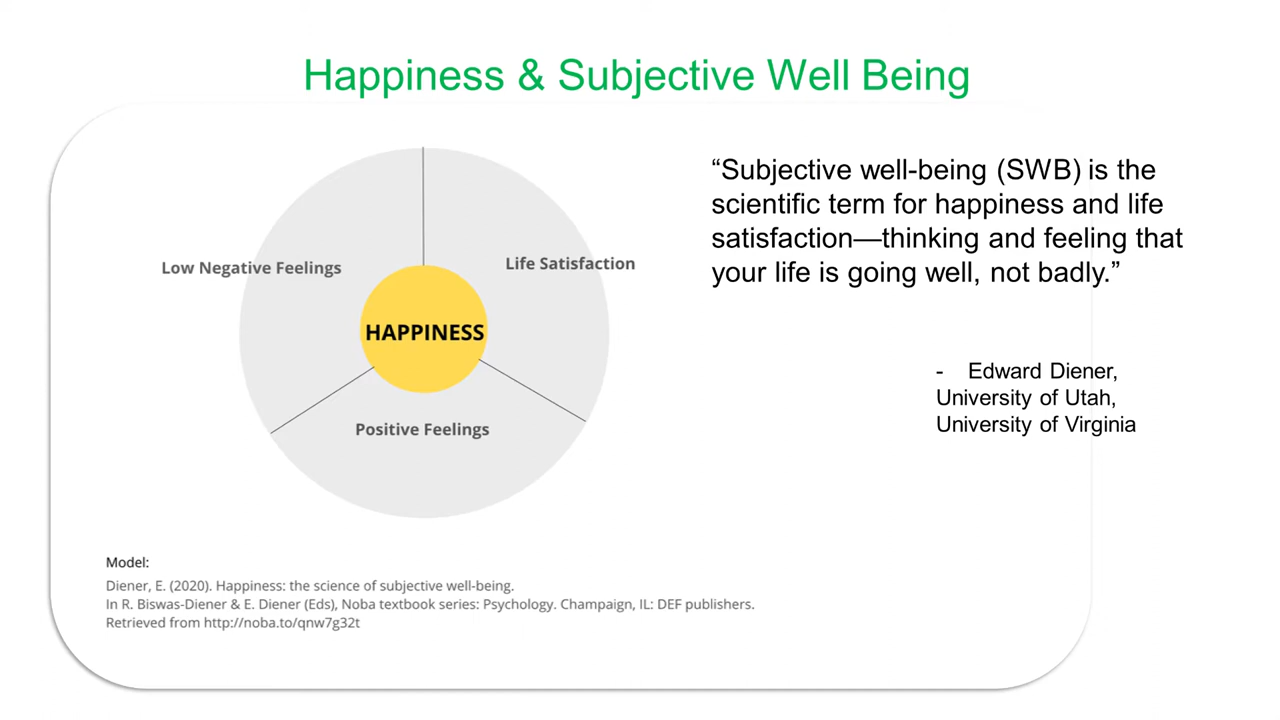 Happiness & Subjective Well Being
Low Negative Feelings
Life Satisfaction
HAPPINESS
Positive Feelings
“Subjective well-being (SWB) is the
scientific term for happiness and life
satisfaction—thinking and feeling that
your life is going well, not badly.”
- Edward Diener,
University of Utah,
University of Virginia
Model:
Diener, E. (2020). Happiness: the science of subjective well-being.
In R. Biswas-Diener & E. Diener (Eds), Noba textbook series: Psychology. Champaign, IL: DEF publishers.
Retrieved from http://noba.to/qnw7g32t